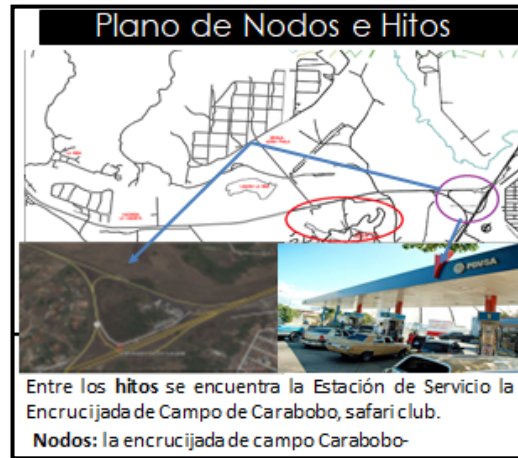 Plano de Nodos e Hitos
PDVSA
Entre los hitos se encuentra la Estación de Servicio la
Encrucijada de Campo de Carabobo, safari club.
Nodos: la encrucijada de campo Carabobo-